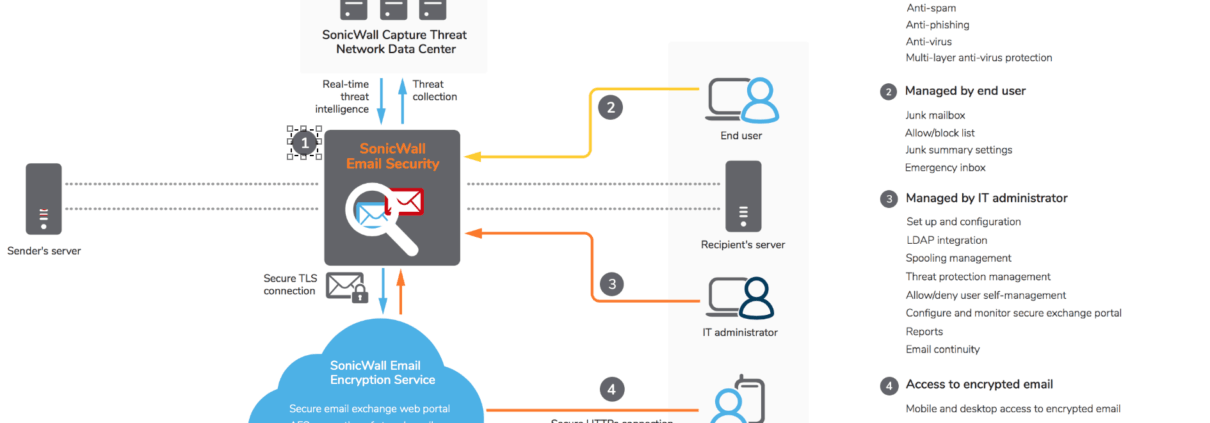 SonicWall Capture Threat
Network Data Center
Real-time
threat
intelligence
Threat
collection
1
SonicWall
Email Security
2
End user
Sender's server
Recipient's server
Secure TLS
connection
3
IT administrator
SonicWall Email
Encryption Service
Secure email exchange web portal
4
Secure HTTPs connection
Anti-spam
Anti-phishing
Anti-virus
Multi-layer anti-virus protection
2 Managed by end user
Junk mailbox
Allow/block list
Junk summary settings
Emergency inbox
3 Managed by IT administrator
Set up and configuration
LDAP integration
Spooling management
Threat protection management
Allow/deny user self-management
Configure and monitor secure exchange portal
Reports
Email continuity
4 Access to encrypted email
Mobile and desktop access to encrypted email